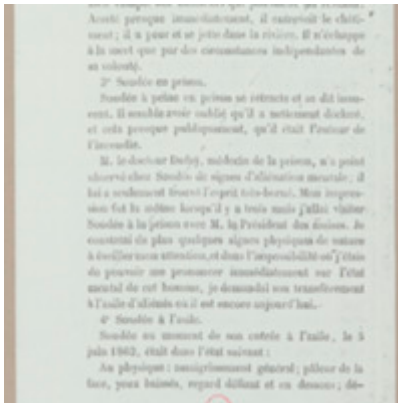 Arrêté presque immédiatement, il entrevoit le châti-
ment; il a peur et se jette dans la rivière. Il n'échappe
à la mort que par des circonstances indépendantes de
sa volonté.
3° Soudée en prison.
Soudée à peine en prison se rétracte et se dit inno-
cent. Il semble avoir oublié qu'il a nettement déclaré,
et cela presque publiquement, qu'il était l'auteur de
l'incendie.
M. le docteur médecin de la prison, n'a point
observé chez Soudée de signes d'aliénation mentale; il
lui a seulement trouvé l'esprit très-borné. Mon impres-
sion fut la même lorsqu'il y a trois mois j'allai visiter
Soudée à la prison avec M. le Président des Assises. Je
constatai de plus quelques signes physiques de nature
à éveiller mon attention, et dans l'impossibilité où j'étais
de pouvoir me prononcer immédiatement sur l'état
mental de cet homme, je demandai son transfèrement
à l'asile d'aliénés où il est encore aujourd'hui.
4° Soudée à l'asile.
Soudée au moment de son entrée à l'asile, le 5
juin 1862, était dans l'état suivant:
Au physique: amaigrissement général; pâleur de la
face, yeux baissés, regard défiant et en dessous; dé-